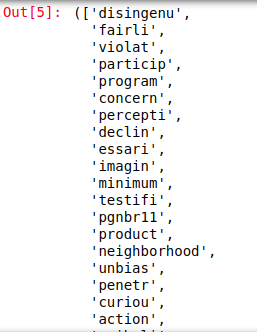 Out[5]: (['disingenu',
'fairli',
'violat',
'particip',
'program',
'concern',
'percepti',
'declin',
'essari',
'imagin',
'minimum',
'testifi',
'pgnbr11',
'product',
'neighborhood',
'unbias',
'penetr',
'curiou',
'action',